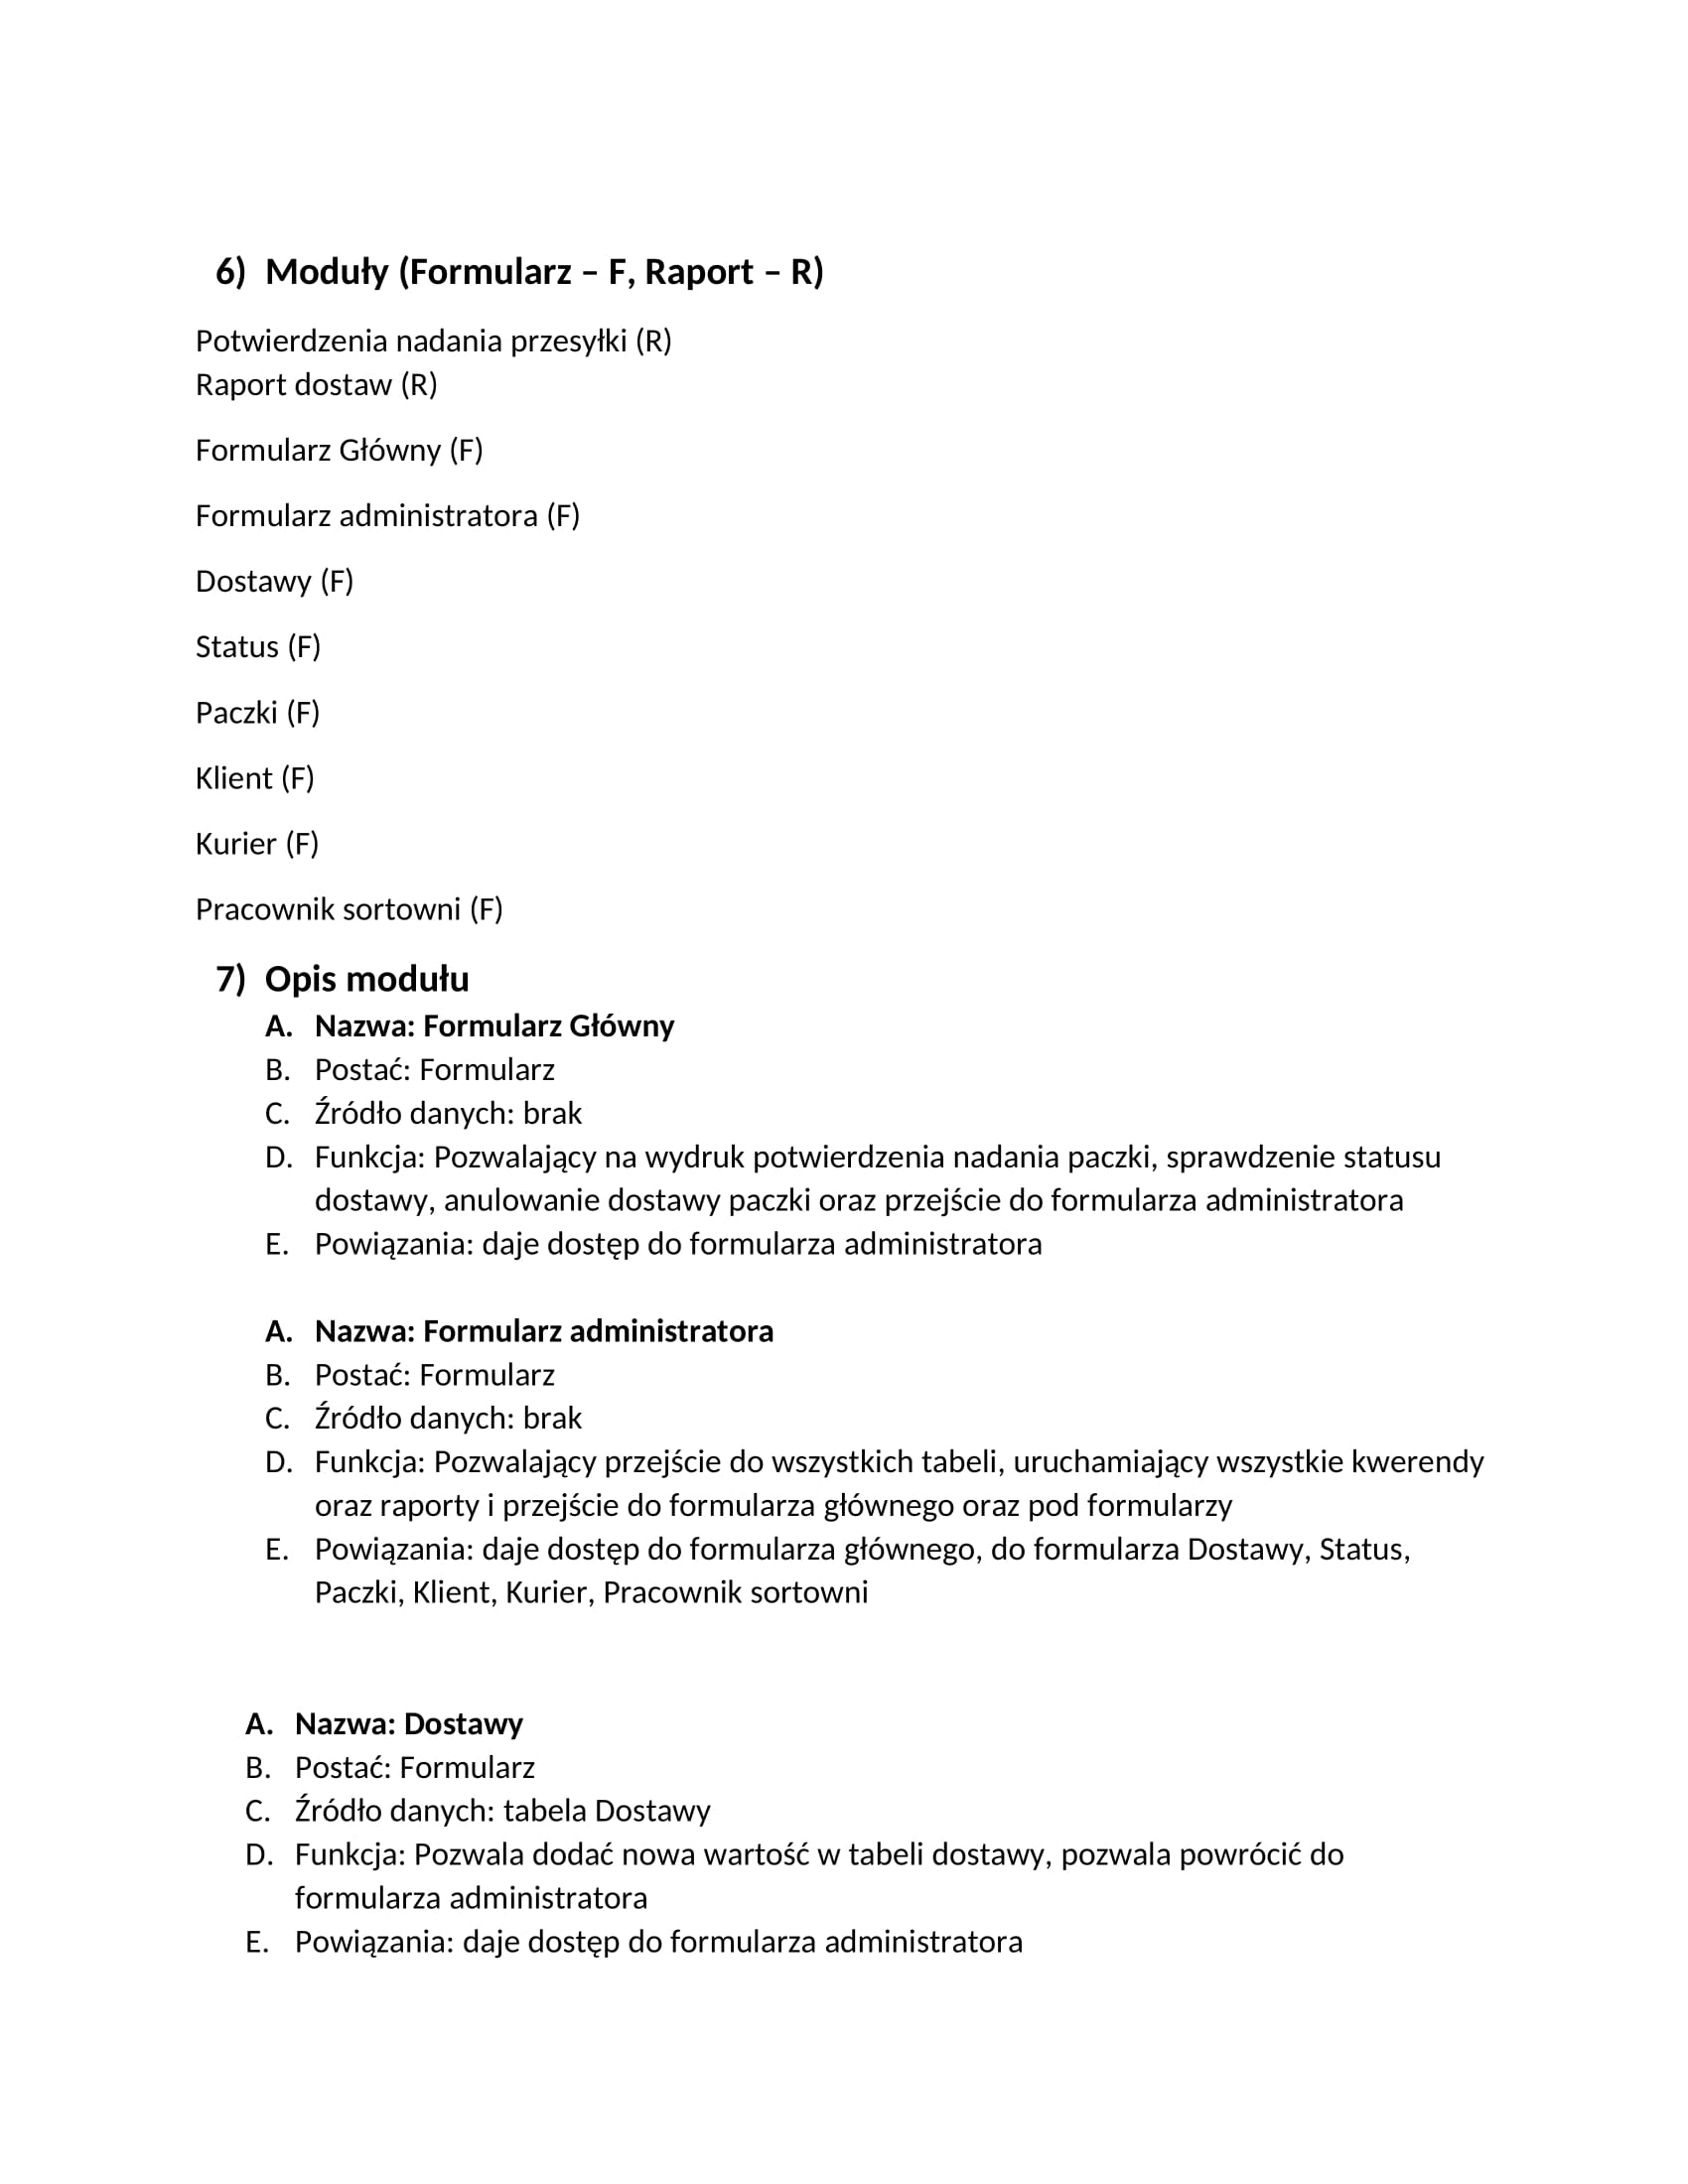 6) Moduły (Formularz – F, Raport – R)
Potwierdzenia nadania przesyłki (R)
Raport dostaw (R)
Formularz Główny (F)
Formularz administratora (F)
Dostawy (F)
Status (F)
Paczki (F)
Klient (F)
Kurier (F)
Pracownik sortowni (F)
7) Opis modułu
A. Nazwa: Formularz Główny
B. Postać: Formularz
C. Źródło danych: brak
D. Funkcja: Pozwalający na wydruk potwierdzenia nadania paczki, sprawdzenie statusu
dostawy, anulowanie dostawy paczki oraz przejście do formularza administratora
E. Powiązania: daje dostęp do formularza administratora
A. Nazwa: Formularz administratora
B. Postać: Formularz
C. Źródło danych: brak
D. Funkcja: Pozwalający przejście do wszystkich tabeli, uruchamiający wszystkie kwerendy
oraz raporty i przejście do formularza głównego oraz pod formularzy
E. Powiązania: daje dostęp do formularza głównego, do formularza Dostawy, Status,
Paczki, Klient, Kurier, Pracownik sortowni
A. Nazwa: Dostawy
B. Postać: Formularz
C. Źródło danych: tabela Dostawy
D. Funkcja: Pozwala dodać nowa wartość w tabeli dostawy, pozwala powrócić do
formularza administratora
E. Powiązania: daje dostęp do formularza administratora